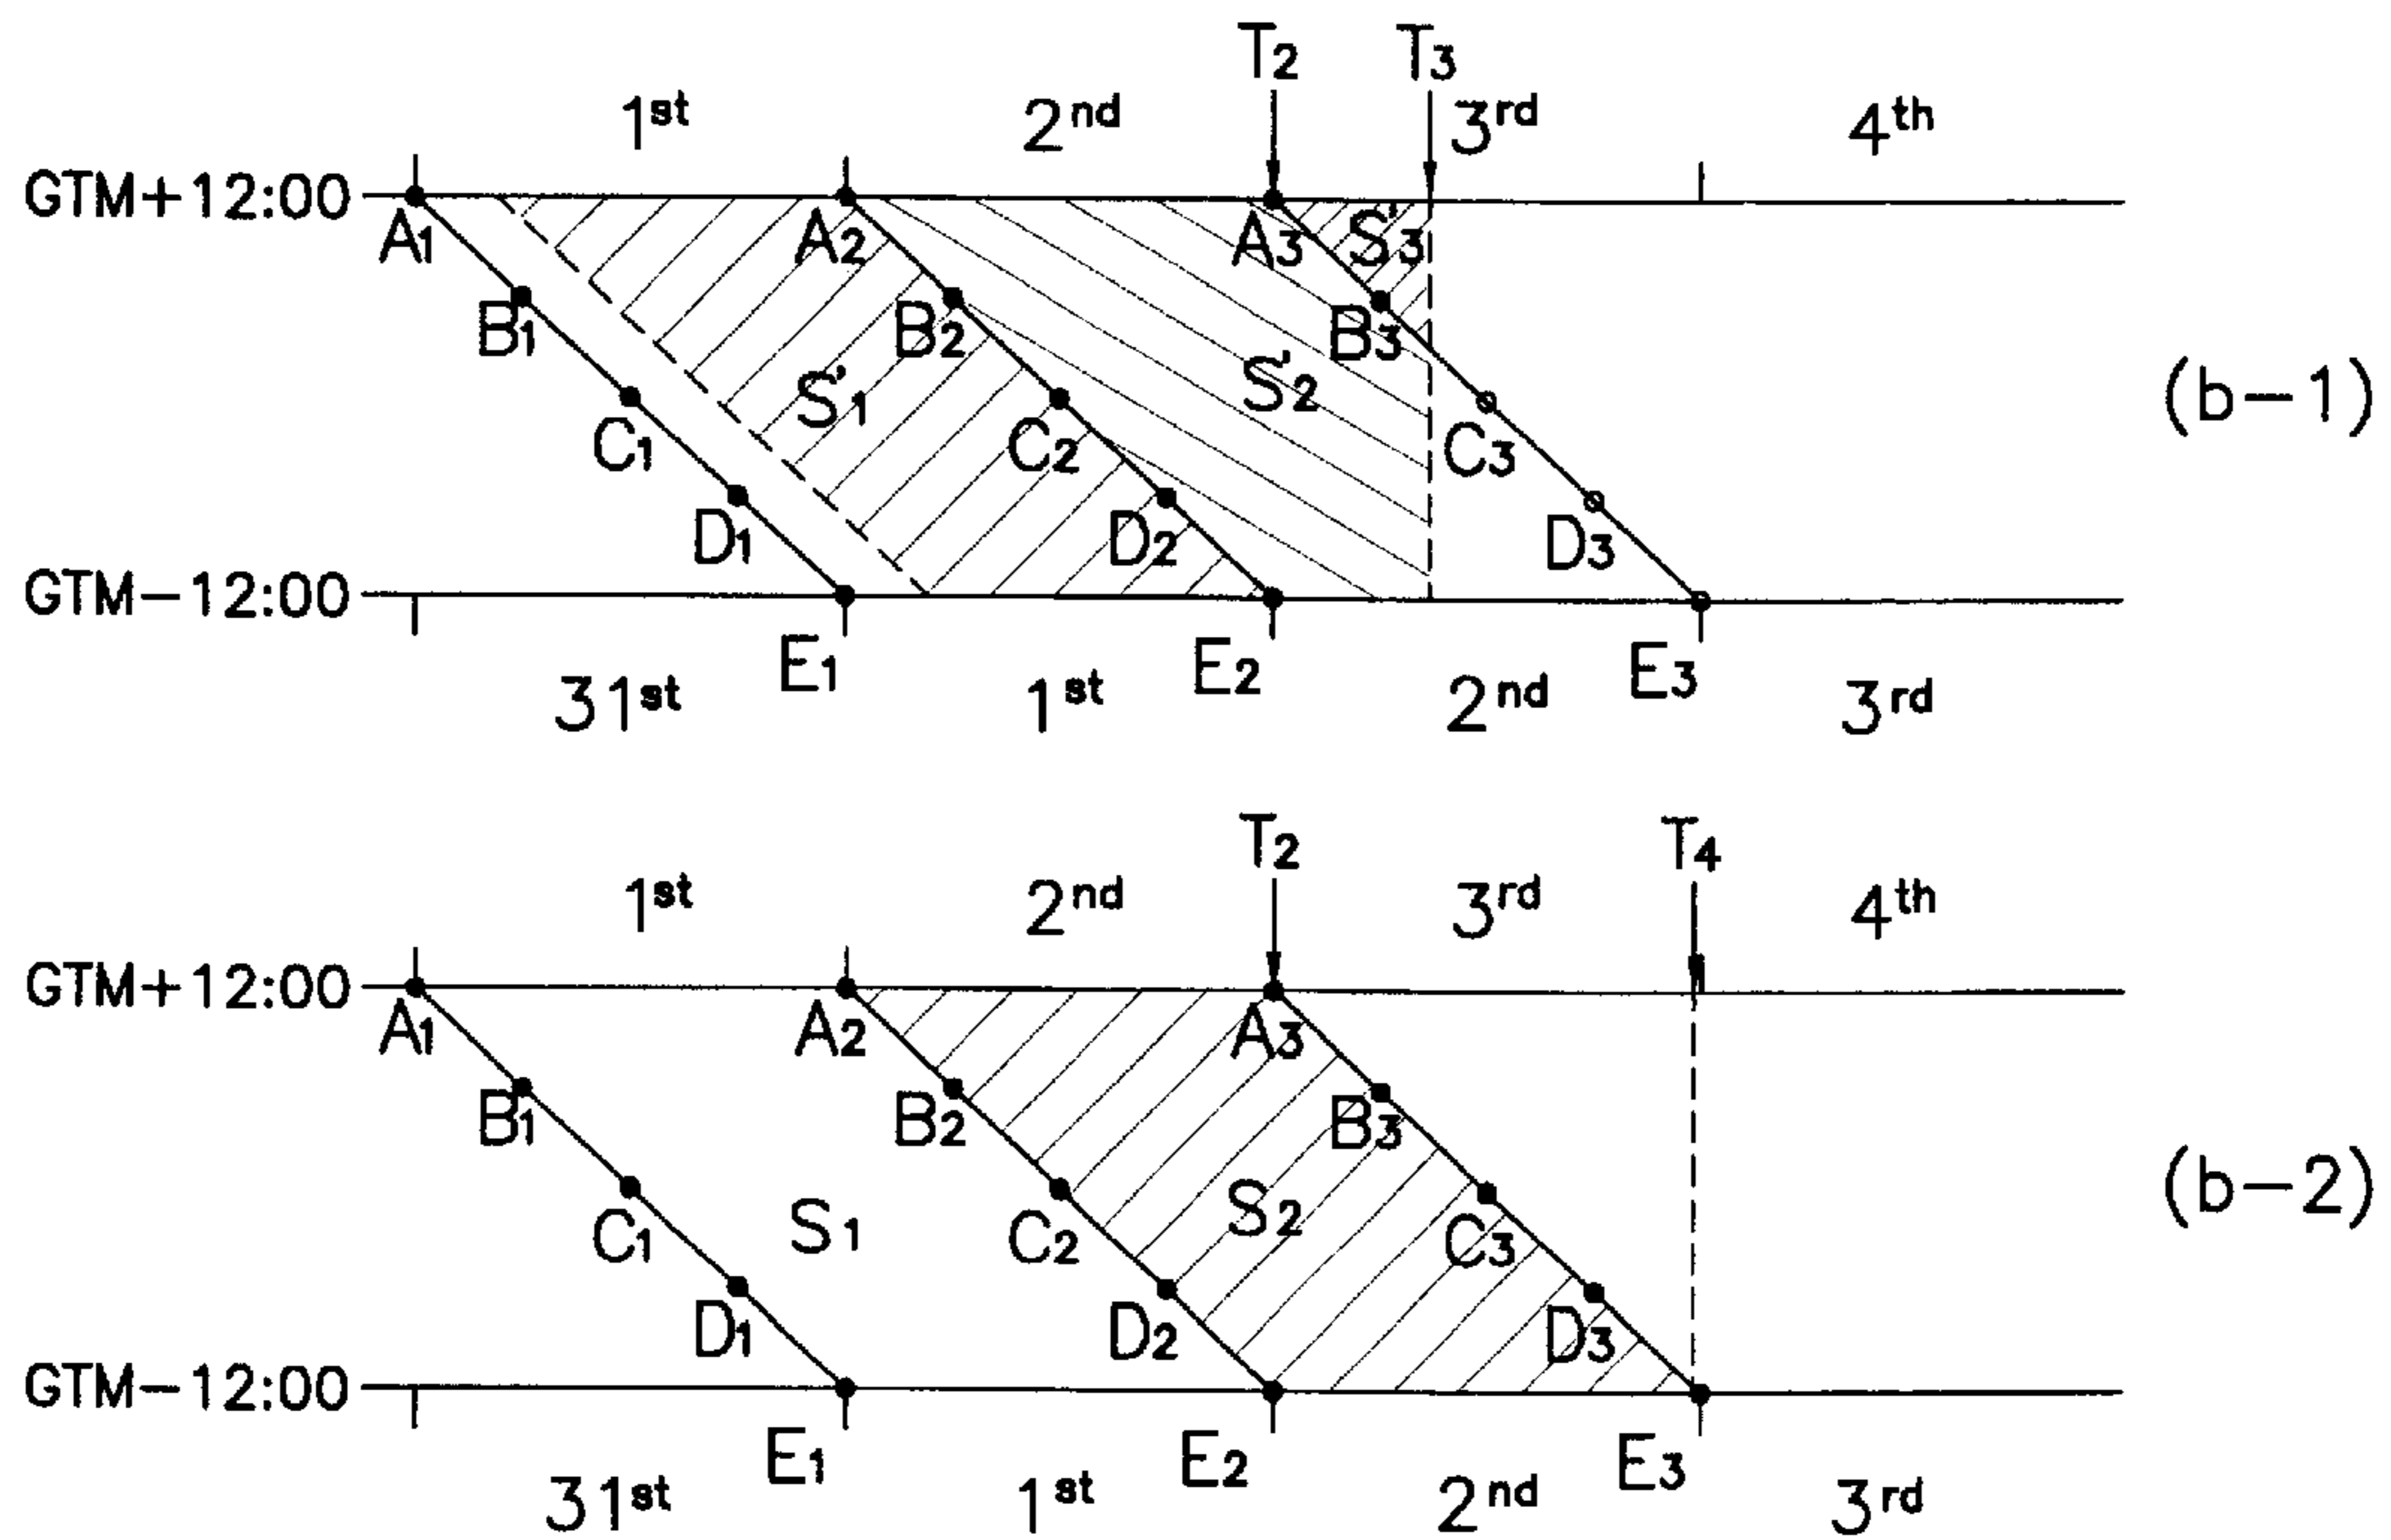 T2 T3
1st 2nd 3rd 4th
GTM+12:00
A1 A2 A3 S'3
B1 B2 B3
S'1 S'2
(b-1)
C1 C2 C3
D1 D2 D3
GTM-12:00
E1 E2 E3
31st 1st 2nd 3rd
T2 T4
1st 2nd 3rd 4th
GTM+12:00
A1 A2 A3
B1 B2 B3
(b-2)
S1 S2
C1 C2 C3
D1 D2 D3
GTM-12:00
E1 E2 E3
31st 1st 2nd 3rd